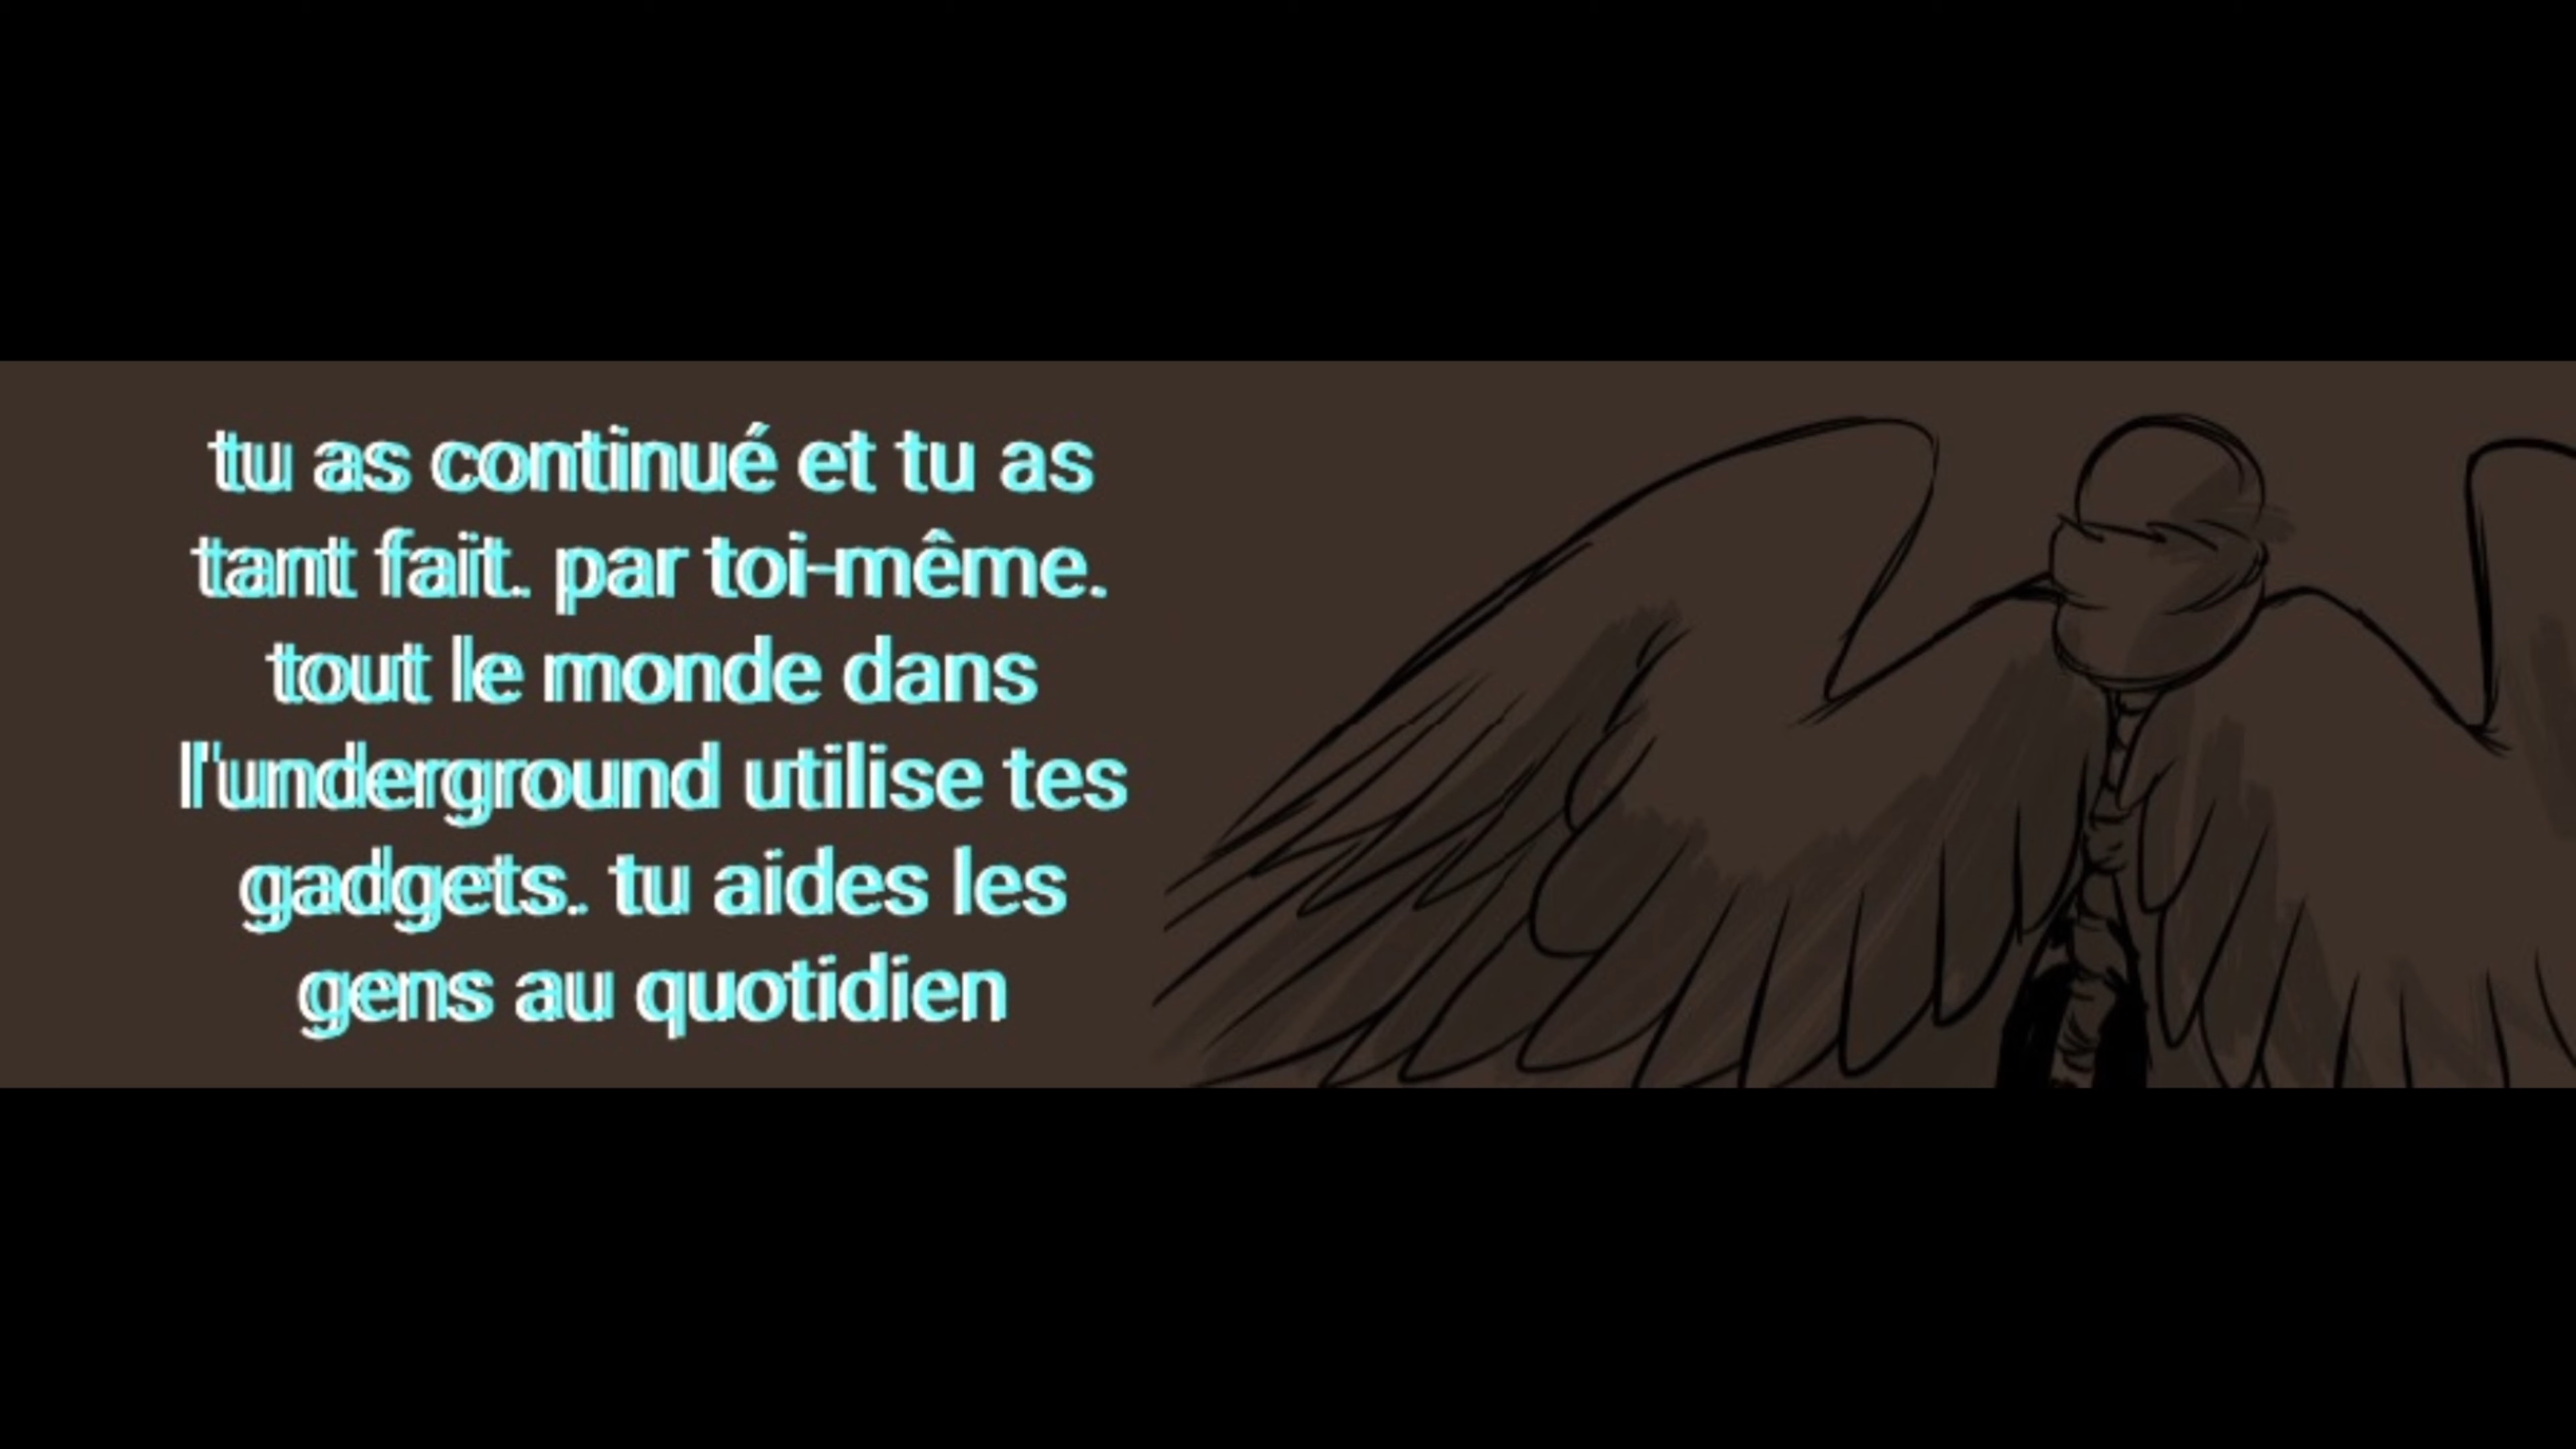 tu as continué et tu as
tant fait. par toi-même.
tout le monde dans
l'underground utilise tes
gadgets. tu aides les
gens au quotidien